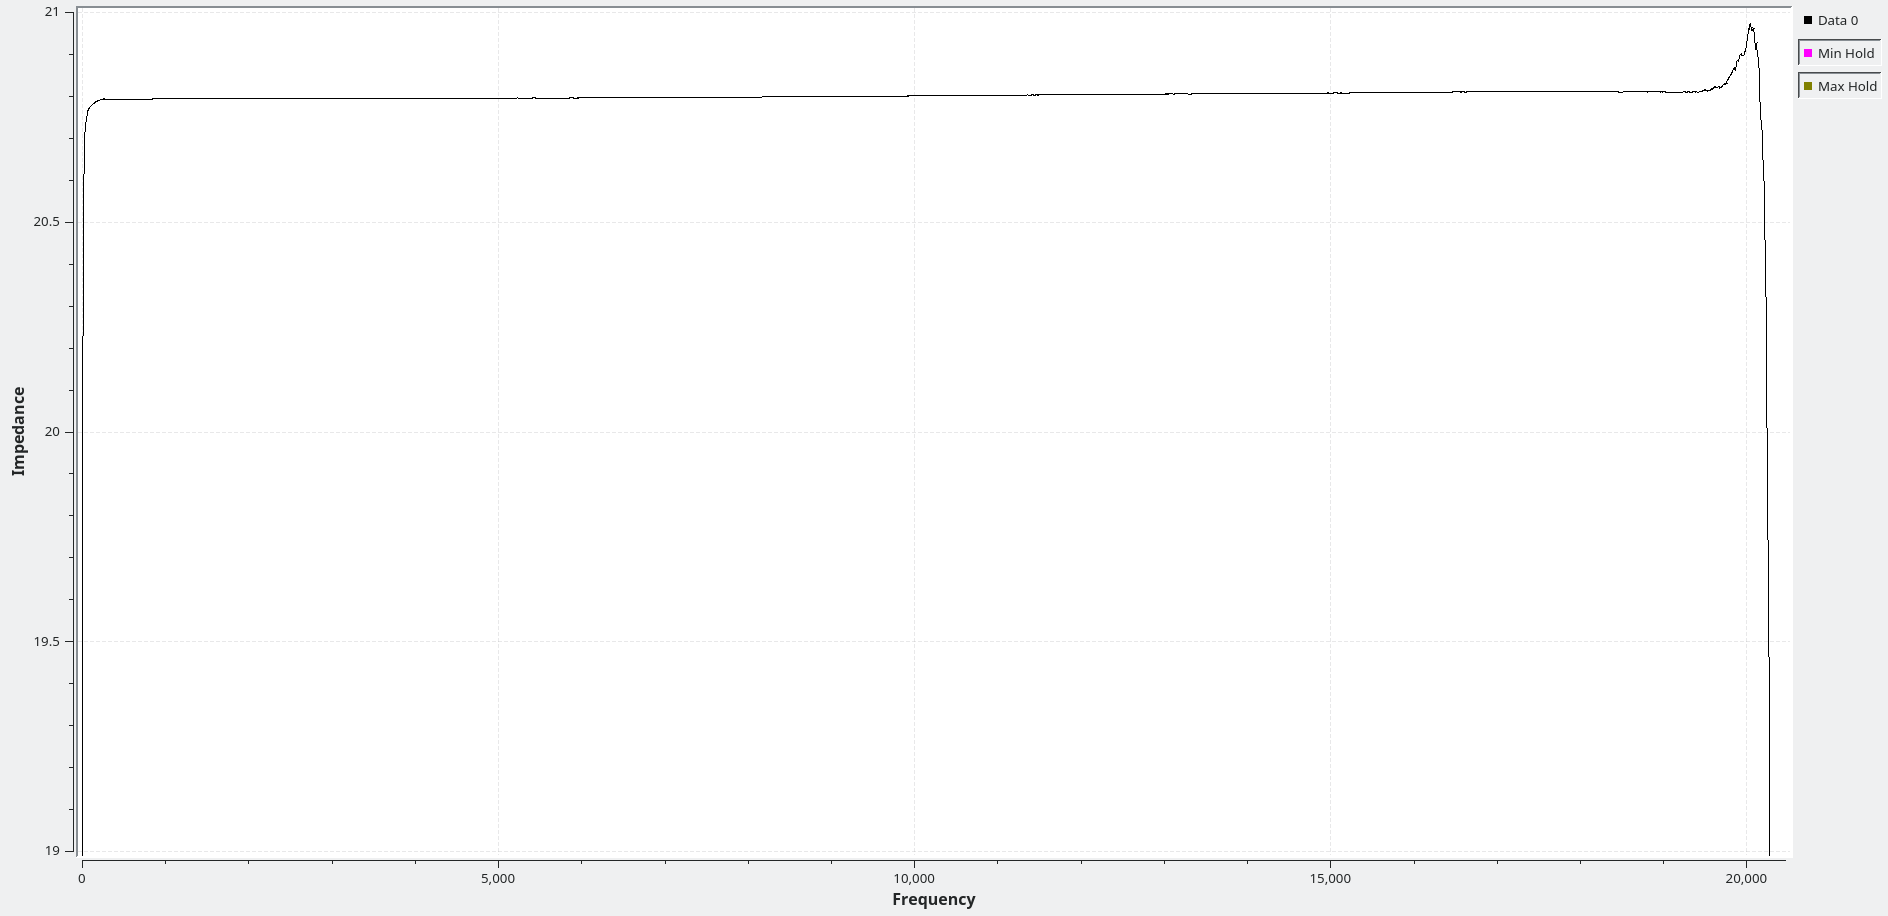 21
20.5
20
19.5
19
Impedance
0
5,000
10,000
15,000
20,000
Frequency
Data 0
Min Hold
Max Hold